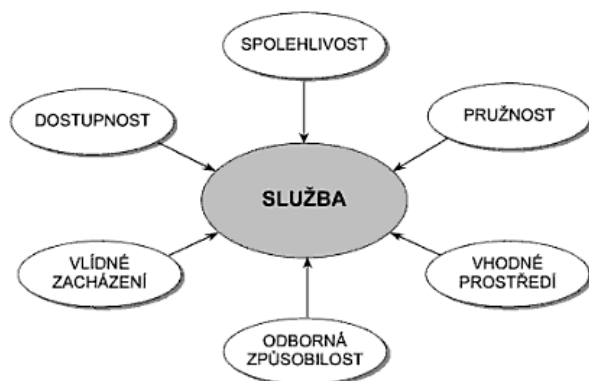 SPOLEHLIVOST
DOSTUPNOST
PRUŽNOST
SLUŽBA
VLÍDNÉ
ZACHÁZENÍ
VHODNÉ
PROSTŘEDÍ
ODBORNÁ
ZPŮSOBILOST